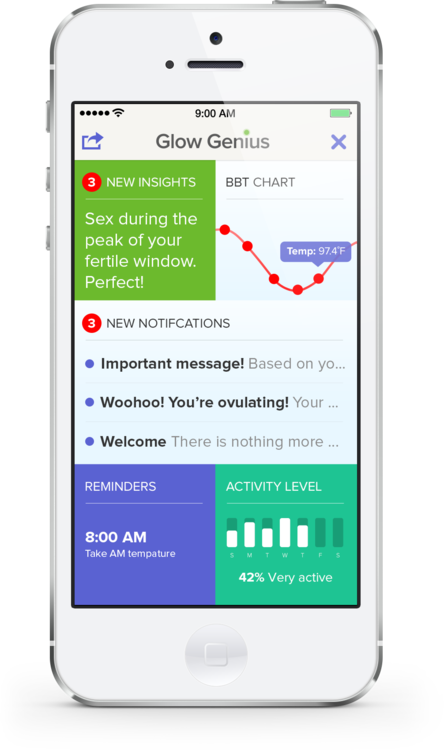 9:00 AM
Glow Genius
3 NEW INSIGHTS
Sex during the
peak of your
fertile window.
Perfect!
BBT CHART
Temp: 97.4°F
3 NEW NOTIFCATIONS
Important message! Based on yo...
Woohoo! You're ovulating! Your ...
Welcome There is nothing more ...
REMINDERS
8:00 AM
Take AM tempature
ACTIVITY LEVEL
S M T W T F S
42% Very active